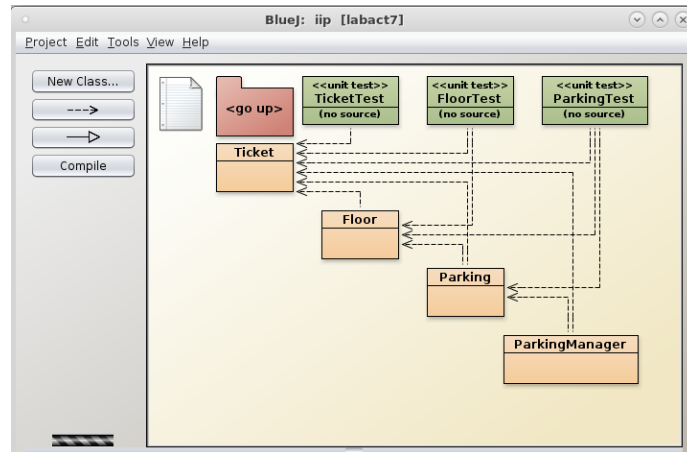 BlueJ: iip [labact7]
Project Edit Tools View Help
New Class...
Compile
<go up>
<<unit test>>
TicketTest
(no source)
<<unit test>>
FloorTest
(no source)
<<unit test>>
ParkingTest
(no source)
Ticket
Floor
Parking
ParkingManager